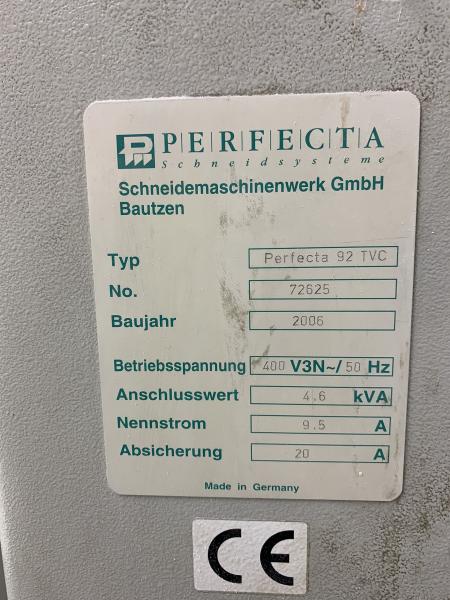 P|E|R|F|E|C|T|A
Schneidsysteme
Schneidemaschinenwerk GmbH
Bautzen
Typ Perfecta 92 TVC
No. 72625
Baujahr 2006
Betriebsspannung 400 V3N~/ 50 Hz
Anschlusswert 4.6 kVA
Nennstrom 9.5 A
Absicherung 20 A
Made in Germany
CE